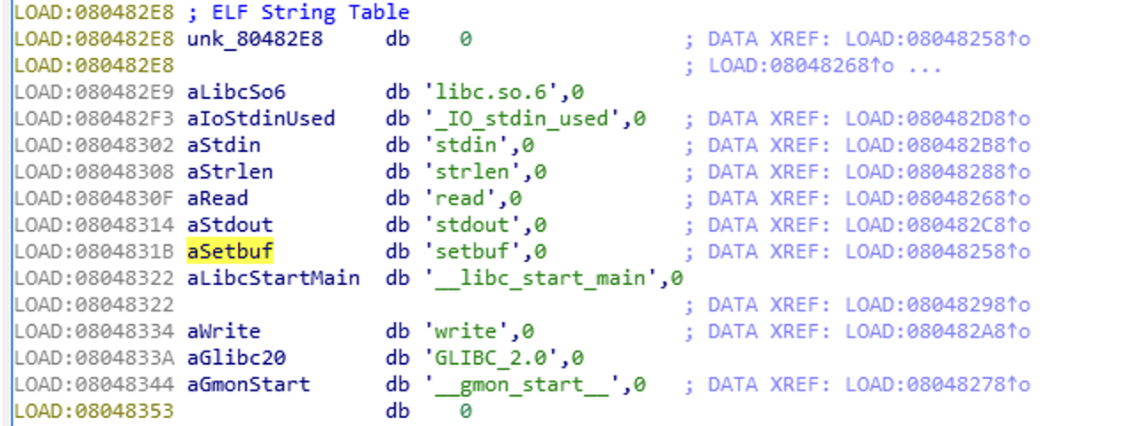 LOAD:080482E8 ; ELF String Table
LOAD:080482E8 unk_80482E8 db 0 ; DATA XREF: LOAD:08048258↑o
LOAD:080482E8 ; LOAD:08048268↑o ...
LOAD:080482E9 aLibcSo6 db 'libc.so.6',0
LOAD:080482F3 aIoStdinUsed db '_IO_stdin_used',0 ; DATA XREF: LOAD:080482D8↑o
LOAD:08048302 aStdin db 'stdin',0 ; DATA XREF: LOAD:080482B8↑o
LOAD:08048308 aStrlen db 'strlen',0 ; DATA XREF: LOAD:08048288↑o
LOAD:0804830F aRead db 'read',0 ; DATA XREF: LOAD:08048268↑o
LOAD:08048314 aStdout db 'stdout',0 ; DATA XREF: LOAD:080482C8↑o
LOAD:0804831B aSetbuf db 'setbuf',0 ; DATA XREF: LOAD:08048258↑o
LOAD:08048322 aLibcStartMain db '__libc_start_main',0
LOAD:08048322 ; DATA XREF: LOAD:08048298↑o
LOAD:08048334 aWrite db 'write',0 ; DATA XREF: LOAD:080482A8↑o
LOAD:0804833A aGlibc20 db 'GLIBC_2.0',0
LOAD:08048344 aGmonStart db '__gmon_start__',0 ; DATA XREF: LOAD:08048278↑o
LOAD:08048353 db 0